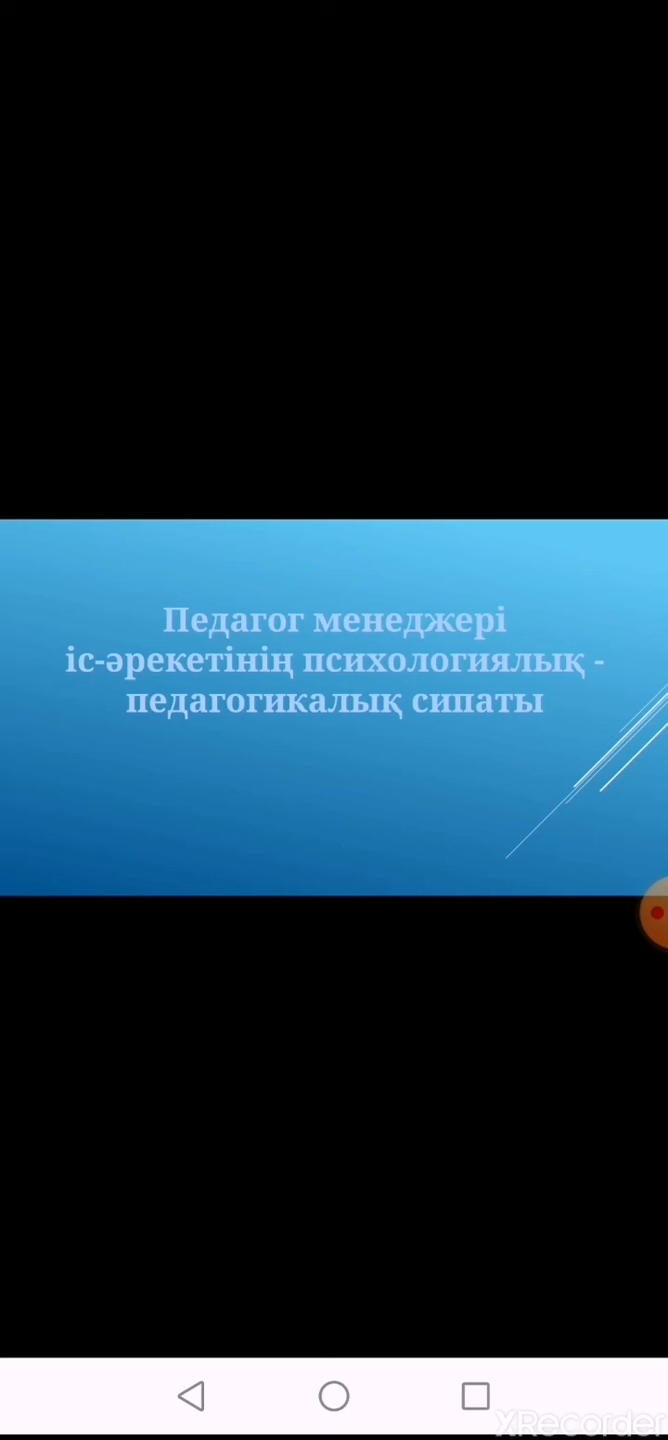 Педагог менеджері
іс-әрекетінің психологиялық -
педагогикалық сипаты
XRecorder